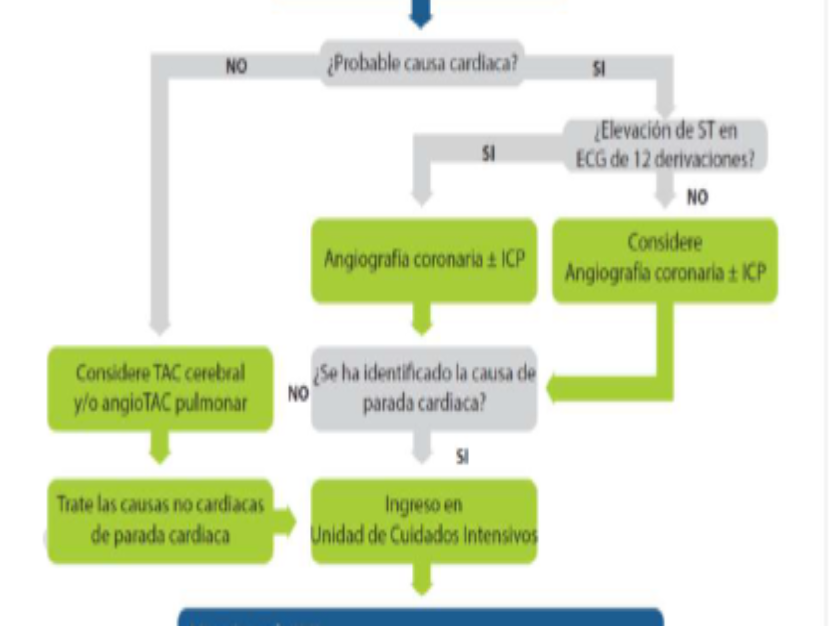 ¿Probable causa cardiaca?
NO
SI
¿Elevación de ST en
ECG de 12 derivaciones?
SI
NO
Angiografía coronaria ± ICP
Considere
Angiografía coronaria ± ICP
Considere TAC cerebral
y/o angioTAC pulmonar
NO
¿Se ha identificado la causa de
parada cardiaca?
SI
Trate las causas no cardiacas
de parada cardiaca
Ingreso en
Unidad de Cuidados Intensivos